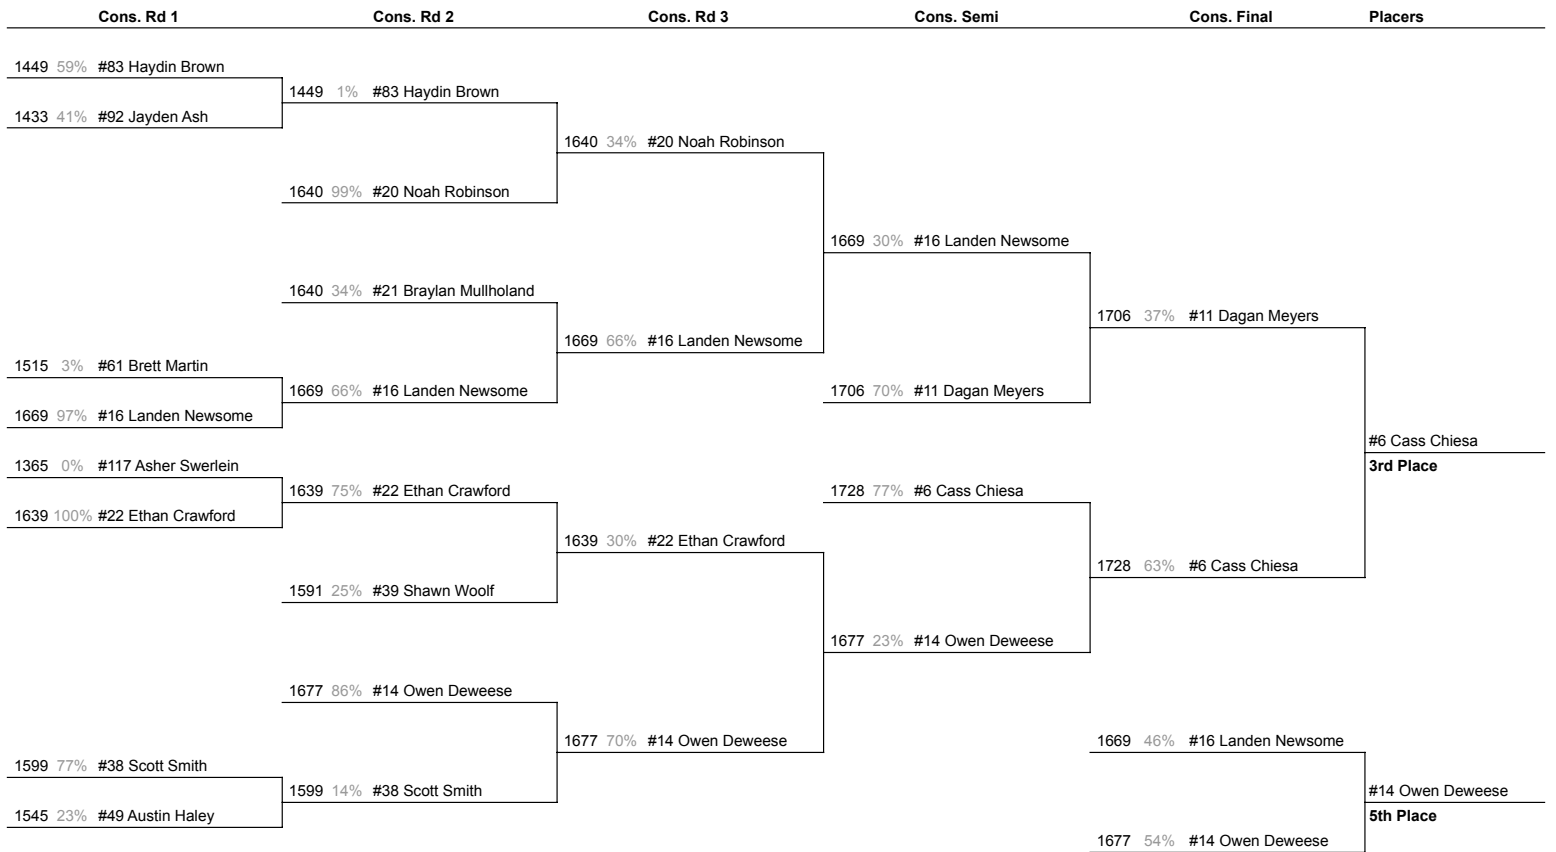 Cons. Rd 1 Cons. Rd 2 Cons. Rd 3 Cons. Semi Cons. Final Placers
1449 59% #83 Haydin Brown
1449 1% #83 Haydin Brown
1433 41% #92 Jayden Ash
1640 34% #20 Noah Robinson
1640 99% #20 Noah Robinson
1669 30% #16 Landen Newsome
1640 34% #21 Braylan Mullholand
1706 37% #11 Dagan Meyers
1669 66% #16 Landen Newsome
1515 3% #61 Brett Martin
1669 66% #16 Landen Newsome
1706 70% #11 Dagan Meyers
1669 97% #16 Landen Newsome
#6 Cass Chiesa
1365 0% #117 Asher Swerlein
3rd Place
1639 75% #22 Ethan Crawford
1728 77% #6 Cass Chiesa
1639 100% #22 Ethan Crawford
1639 30% #22 Ethan Crawford
1728 63% #6 Cass Chiesa
1591 25% #39 Shawn Woolf
1677 23% #14 Owen Deweese
1677 86% #14 Owen Deweese
1677 70% #14 Owen Deweese
1669 46% #16 Landen Newsome
1599 77% #38 Scott Smith
1599 14% #38 Scott Smith
#14 Owen Deweese
1545 23% #49 Austin Haley
5th Place
1677 54% #14 Owen Deweese